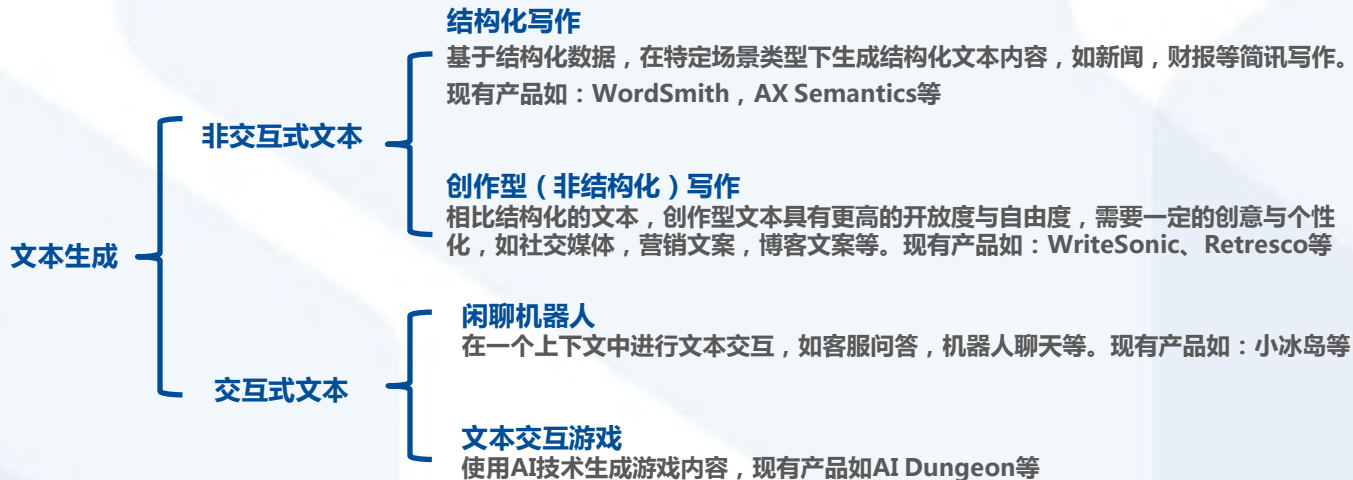 文本生成
非交互式文本
结构化写作
基于结构化数据，在特定场景类型下生成结构化文本内容，如新闻，财报等简讯写作。
现有产品如：WordSmith，AX Semantics等
创作型（非结构化）写作
相比结构化的文本，创作型文本具有更高的开放度与自由度，需要一定的创意与个性
化，如社交媒体，营销文案，博客文案等。现有产品如：WriteSonic、Retresco等
交互式文本
闲聊机器人
在一个上下文中进行文本交互，如客服问答，机器人聊天等。现有产品如：小冰岛等
文本交互游戏
使用AI技术生成游戏内容，现有产品如AI Dungeon等